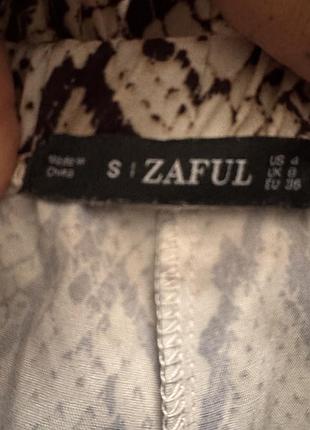 Made in
China
S | ZAFUL
US 4
UK 8
EU 36